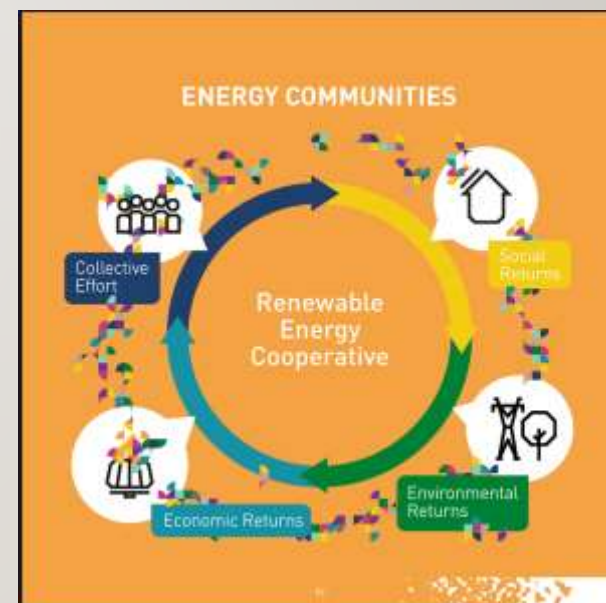 ENERGY COMMUNITIES
Collective
Effort
Social
Returns
Renewable
Energy
Cooperative
Environmental
Returns
Economic Returns